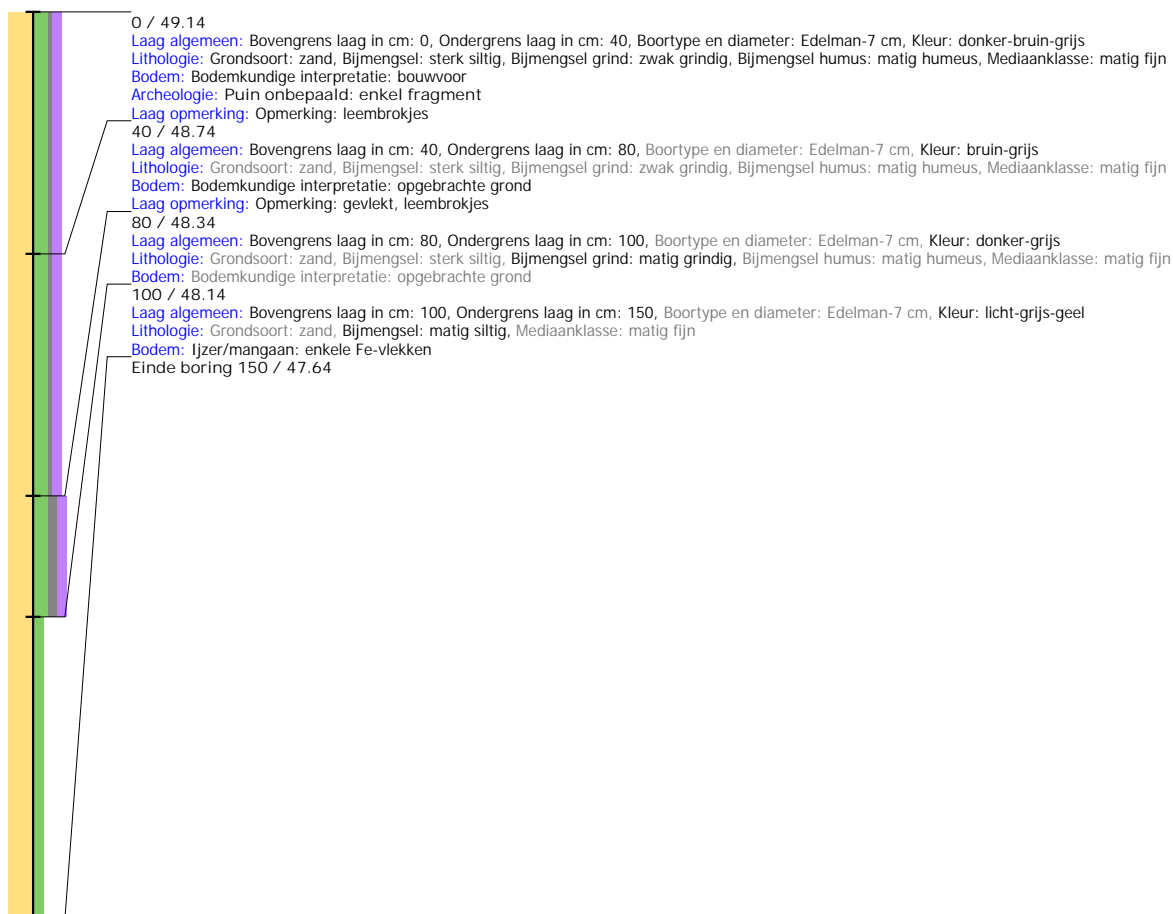 0 / 49.14
Laag algemeen: Bovengrens laag in cm: 0, Ondergrens laag in cm: 40, Boortype en diameter: Edelman-7 cm, Kleur: donker-bruin-grijs
Lithologie: Grondsoort: zand, Bijmengsel: sterk siltig, Bijmengsel grind: zwak grindig, Bijmengsel humus: matig humeus, Mediaanklasse: matig fijn
Bodem: Bodemkundige interpretatie: bouwvoor
Archeologie: Puin onbepaald: enkel fragment
Laag opmerking: Opmerking: leembrokjes
40 / 48.74
Laag algemeen: Bovengrens laag in cm: 40, Ondergrens laag in cm: 80, Boortype en diameter: Edelman-7 cm, Kleur: bruin-grijs
Lithologie: Grondsoort: zand, Bijmengsel: sterk siltig, Bijmengsel grind: zwak grindig, Bijmengsel humus: matig humeus, Mediaanklasse: matig fijn
Bodem: Bodemkundige interpretatie: opgebrachte grond
Laag opmerking: Opmerking: gevlekt, leembrokjes
80 / 48.34
Laag algemeen: Bovengrens laag in cm: 80, Ondergrens laag in cm: 100, Boortype en diameter: Edelman-7 cm, Kleur: donker-grijs
Lithologie: Grondsoort: zand, Bijmengsel: sterk siltig, Bijmengsel grind: matig grindig, Bijmengsel humus: matig humeus, Mediaanklasse: matig fijn
Bodem: Bodemkundige interpretatie: opgebrachte grond
100 / 48.14
Laag algemeen: Bovengrens laag in cm: 100, Ondergrens laag in cm: 150, Boortype en diameter: Edelman-7 cm, Kleur: licht-grijs-geel
Lithologie: Grondsoort: zand, Bijmengsel: matig siltig, Mediaanklasse: matig fijn
Bodem: Ijzer/mangaan: enkele Fe-vlekken
Einde boring 150 / 47.64